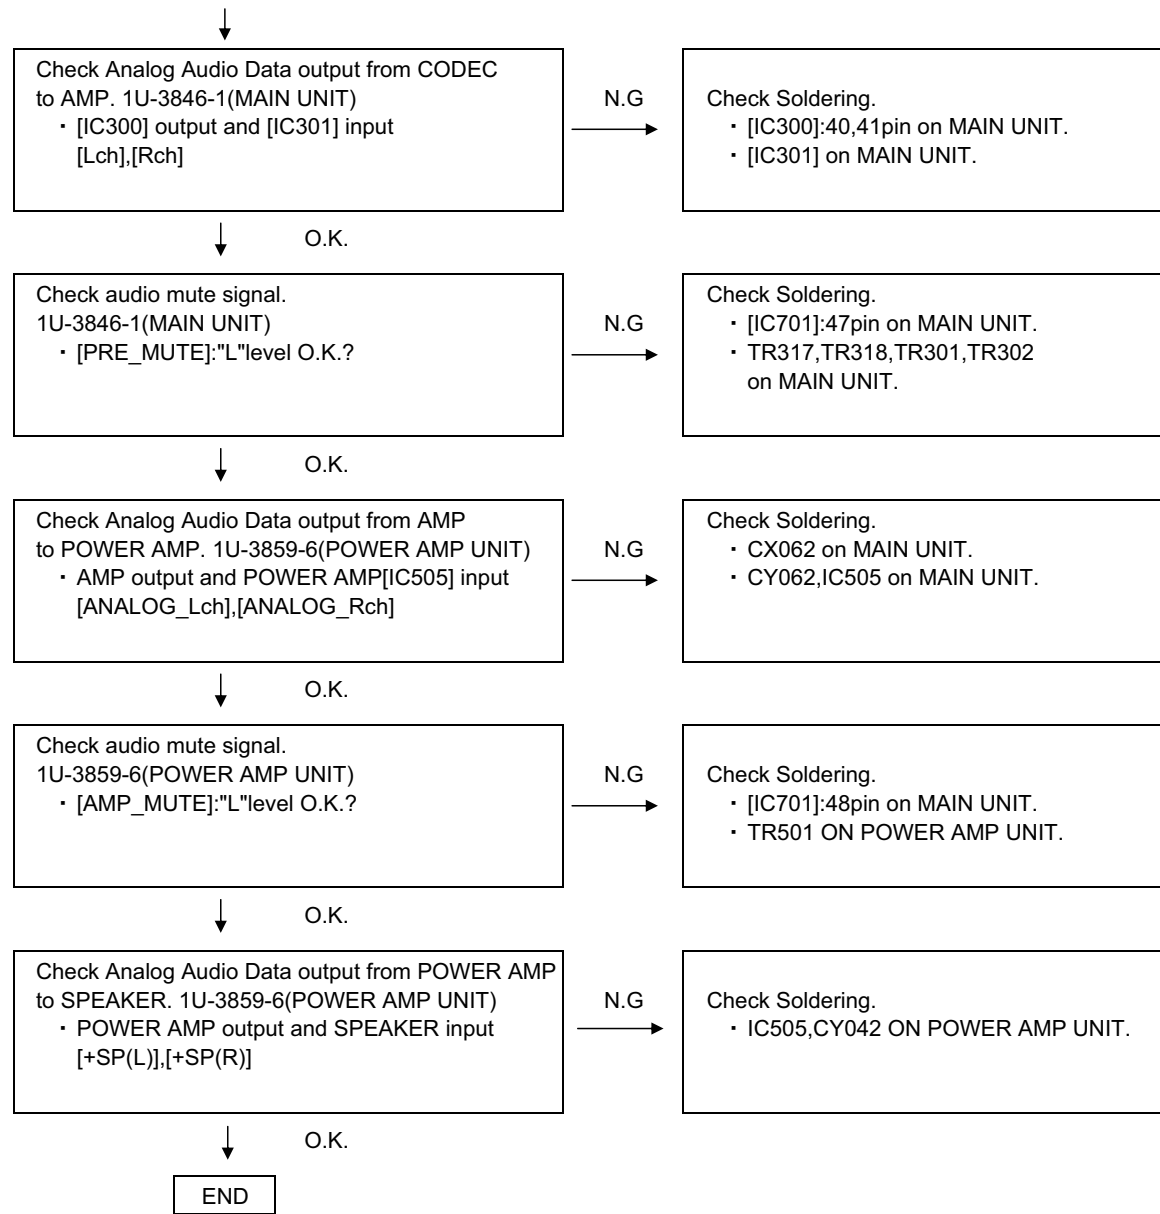 Check Analog Audio Data output from CODEC
to AMP. 1U-3846-1(MAIN UNIT)
・[IC300] output and [IC301] input
[Lch],[Rch]
N.G
Check Soldering.
・[IC300]:40,41pin on MAIN UNIT.
・[IC301] on MAIN UNIT.
O.K.
Check audio mute signal.
1U-3846-1(MAIN UNIT)
・[PRE_MUTE]:"L"level O.K.?
N.G
Check Soldering.
・[IC701]:47pin on MAIN UNIT.
・TR317,TR318,TR301,TR302
on MAIN UNIT.
O.K.
Check Analog Audio Data output from AMP
to POWER AMP. 1U-3859-6(POWER AMP UNIT)
・AMP output and POWER AMP[IC505] input
[ANALOG_Lch],[ANALOG_Rch]
N.G
Check Soldering.
・CX062 on MAIN UNIT.
・CY062,IC505 on MAIN UNIT.
O.K.
Check audio mute signal.
1U-3859-6(POWER AMP UNIT)
・[AMP_MUTE]:"L"level O.K.?
N.G
Check Soldering.
・[IC701]:48pin on MAIN UNIT.
・TR501 ON POWER AMP UNIT.
O.K.
Check Analog Audio Data output from POWER AMP
to SPEAKER. 1U-3859-6(POWER AMP UNIT)
・POWER AMP output and SPEAKER input
[+SP(L)],[+SP(R)]
N.G
Check Soldering.
・IC505,CY042 ON POWER AMP UNIT.
O.K.
END